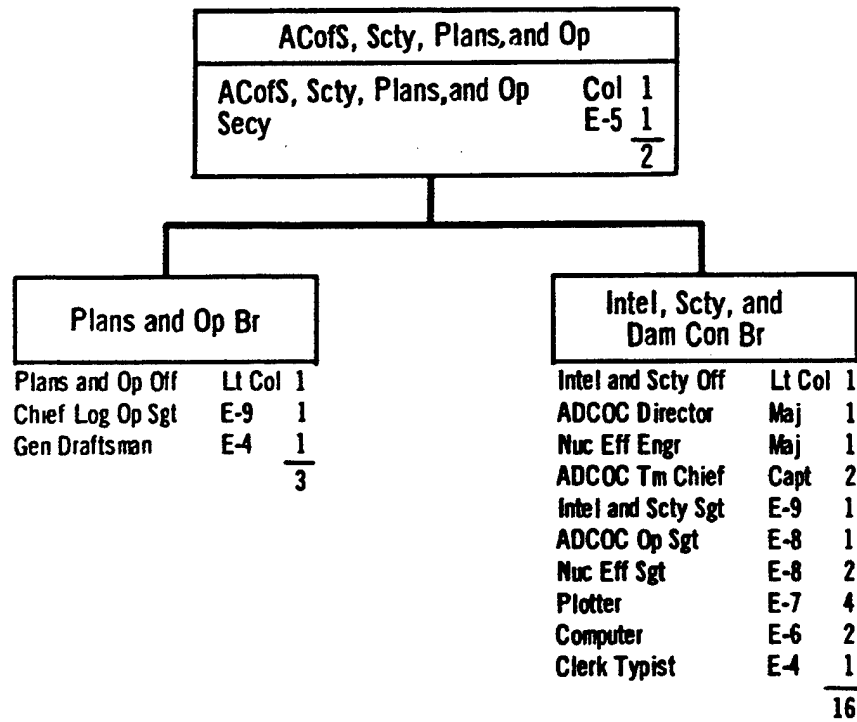 ACofS, Scty, Plans, and Op
ACofS, Scty, Plans, and Op Col 1
Secy E-5 1
2
Plans and Op Br
Plans and Op Off Lt Col 1
Chief Log Op Sgt E-9 1
Gen Draftsman E-4 1
3
Intel, Scty, and
Dam Con Br
Intel and Scty Off Lt Col 1
ADCOC Director Maj 1
Nuc Eff Engr Maj 1
ADCOC Tm Chief Capt 2
Intel and Scty Sgt E-9 1
ADCOC Op Sgt E-8 1
Nuc Eff Sgt E-8 2
Plotter E-7 4
Computer E-6 2
Clerk Typist E-4 1
16